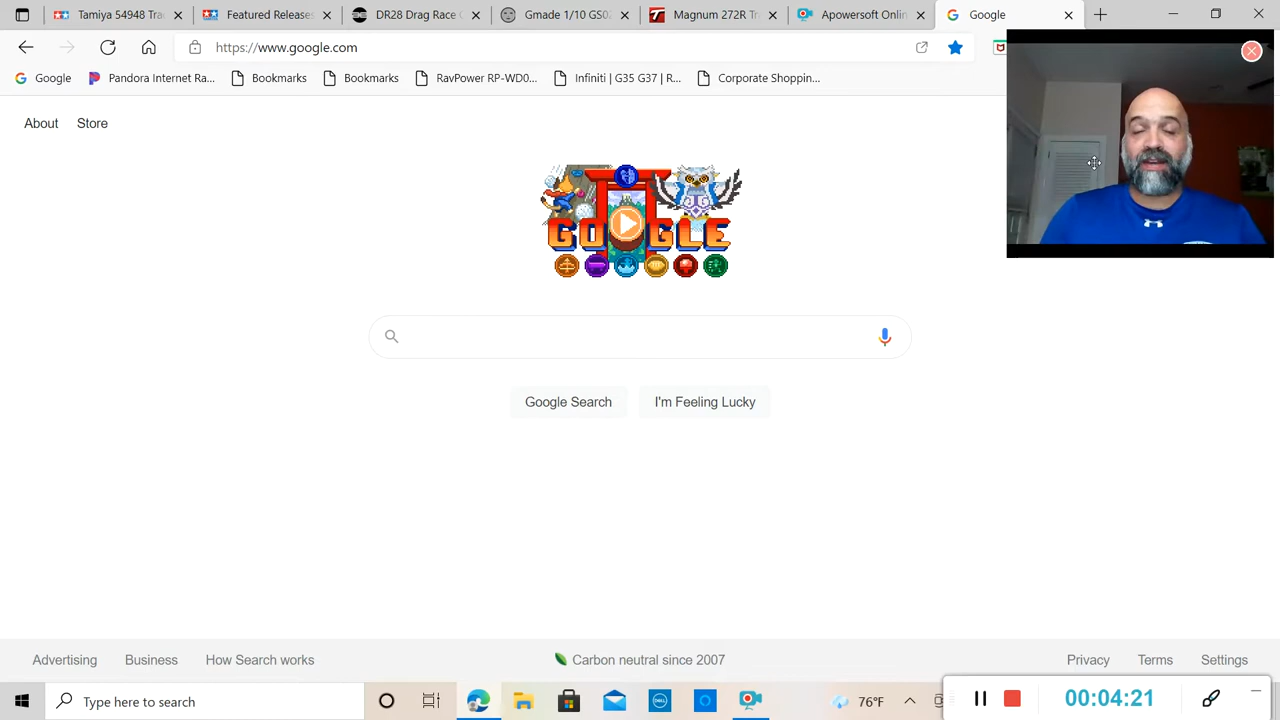 Tamiya 54948 Tra
Featured Releases
DR28 Drag Race C
Gmade 1/10 GS02
Magnum 272R Tr
Apowersoft Onlin
Google
https://www.google.com
Google
Pandora Internet Ra...
Bookmarks
Bookmarks
RavPower RP-WD0...
Infiniti | G35 G37 | R...
Corporate Shoppin...
About
Store
GOOGLE
Google Search
I'm Feeling Lucky
Advertising
Business
How Search works
Carbon neutral since 2007
Privacy
Terms
Settings
Type here to search
DELL
76°F
00:04:21